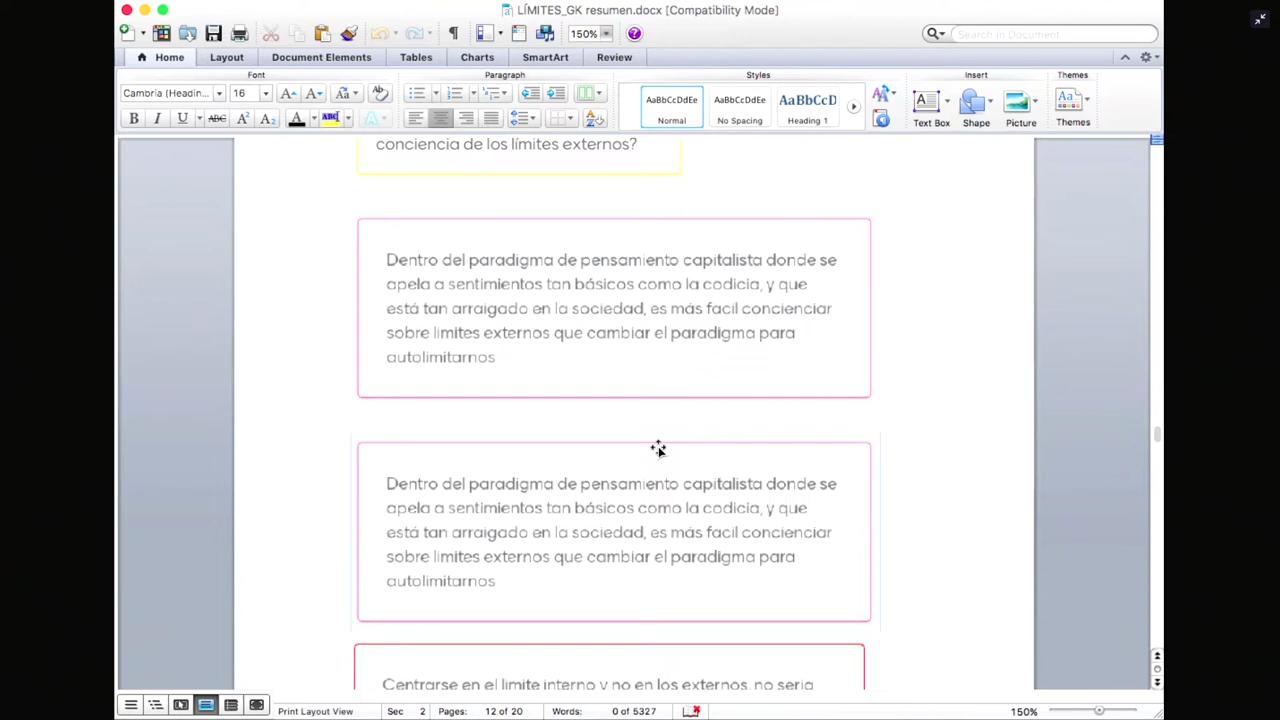 LÍMITES_GK resumen.docx [Compatibility Mode]
150%
Search in Document
Home Layout Document Elements Tables Charts SmartArt Review
Font Paragraph Styles Insert Themes
Cambria (Headin... 16
AaBbCcDdEe AaBbCcDdEe AaBbCcD
Normal No Spacing Heading 1
Text Box Shape Picture Themes
conciencia de los límites externos?
Dentro del paradigma de pensamiento capitalista donde se
apela a sentimientos tan básicos como la codicia, y que
está tan arraigado en la sociedad, es más facil concienciar
sobre limites externos que cambiar el paradigma para
autolimitarnos
Dentro del paradigma de pensamiento capitalista donde se
apela a sentimientos tan básicos como la codicia, y que
está tan arraigado en la sociedad, es más facil concienciar
sobre limites externos que cambiar el paradigma para
autolimitarnos
Centrarse en el limite interno y no en los externos, no seria
Print Layout View Sec 2 Pages: 12 of 20 Words: 0 of 5327 150%